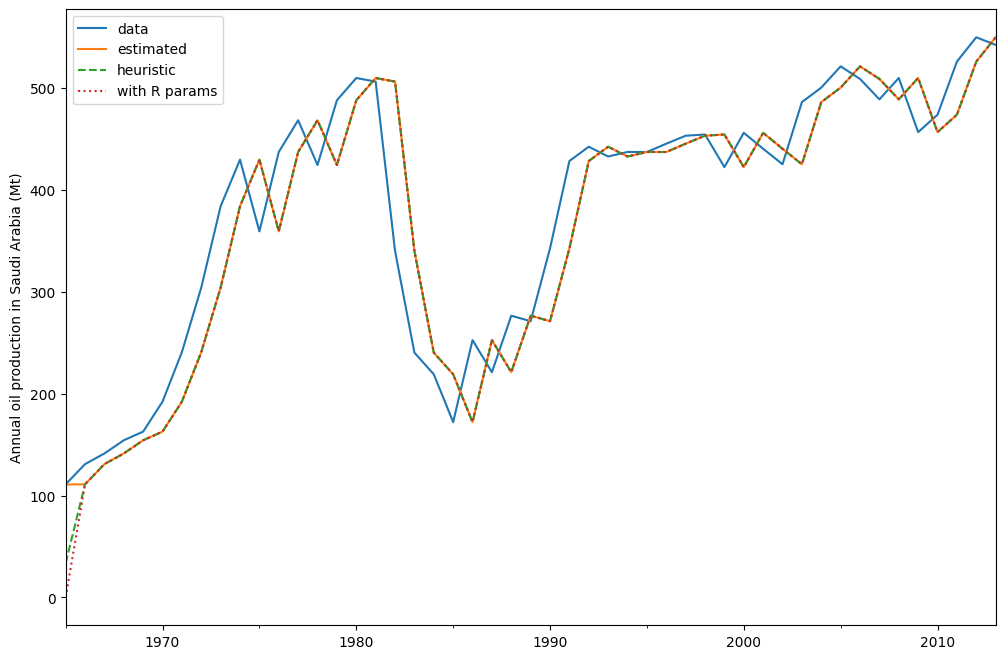 data
estimated
heuristic
with R params
Annual oil production in Saudi Arabia (Mt)
500
400
300
200
100
0
1970 1980 1990 2000 2010